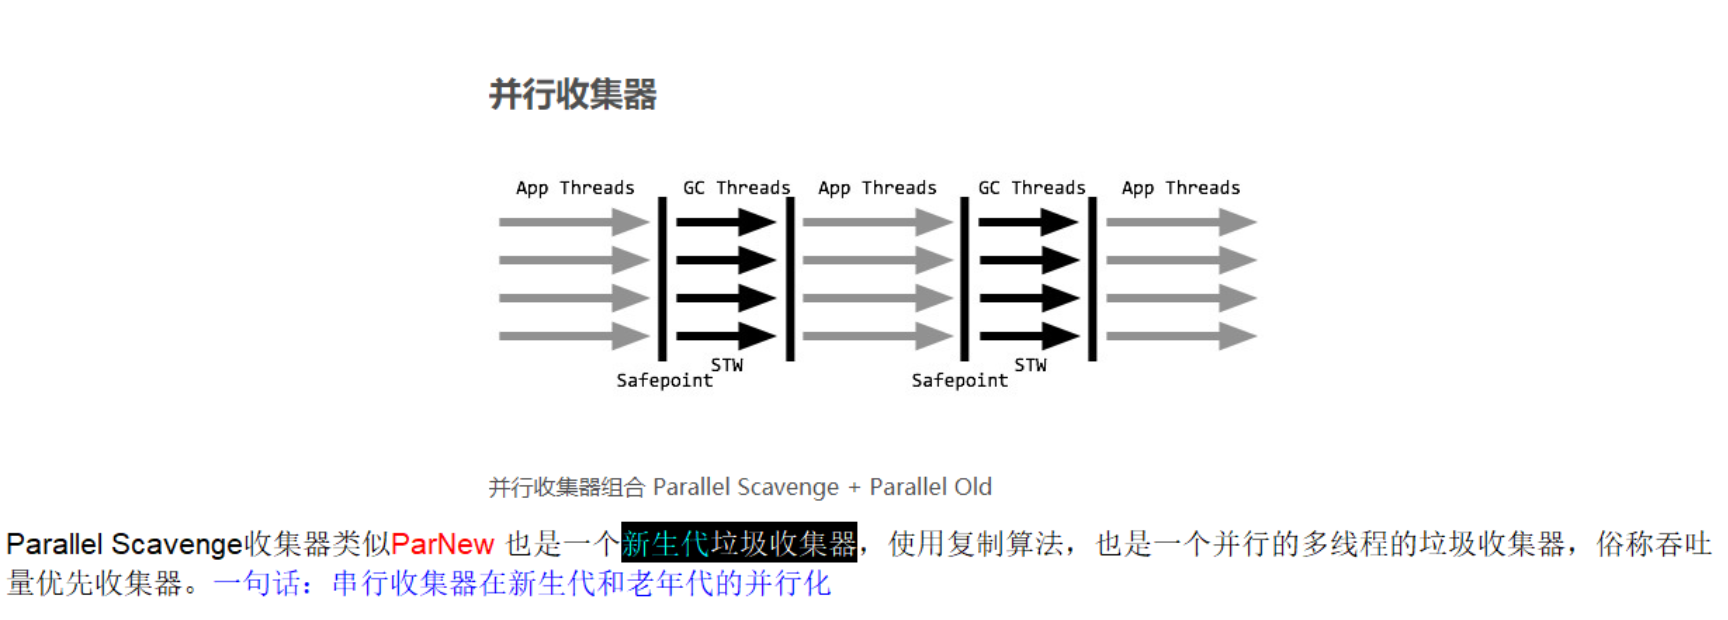 并行收集器
App Threads GC Threads App Threads GC Threads App Threads
STW STW
Safepoint Safepoint
并行收集器组合 Parallel Scavenge + Parallel Old
Parallel Scavenge收集器类似ParNew 也是一个新生代垃圾收集器，使用复制算法，也是一个并行的多线程的垃圾收集器，俗称吞吐
量优先收集器。一句话：串行收集器在新生代和老年代的并行化